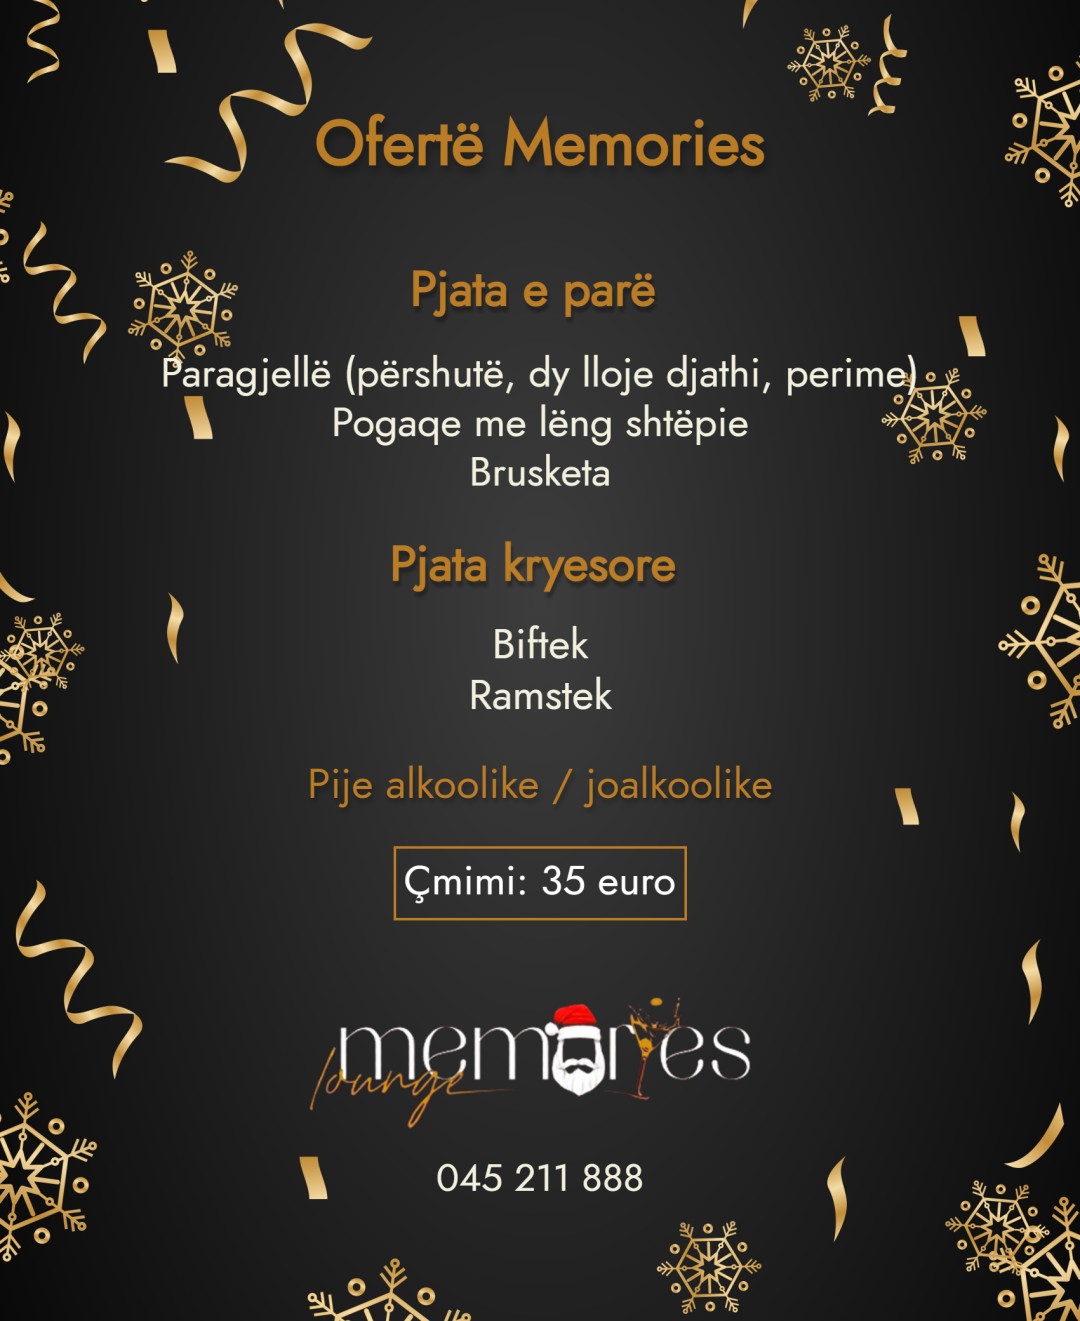 Ofertë Memories
Pjata e parë
Paragjellë (përshutë, dy lloje djathi, perime)
Pogaqe me lëng shtëpie
Brusketa
Pjata kryesore
Biftek
Ramstek
Pije alkoolike / joalkoolike
Çmimi: 35 euro
memories
lounge
045 211 888